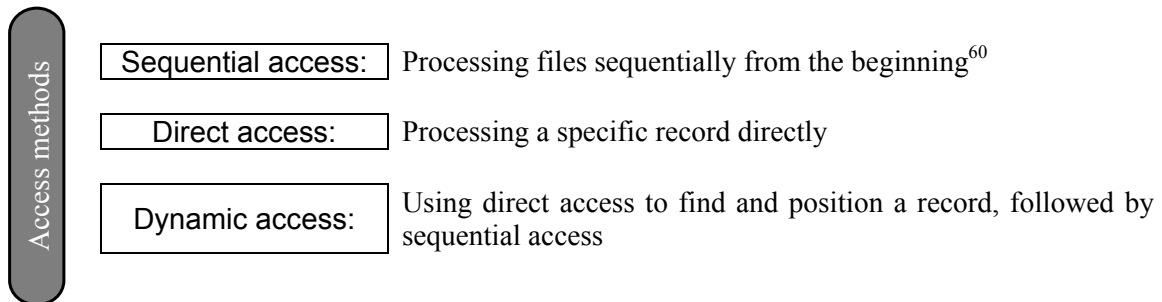 Access methods
Sequential access: Processing files sequentially from the beginning60
Direct access: Processing a specific record directly
Dynamic access: Using direct access to find and position a record, followed by
sequential access